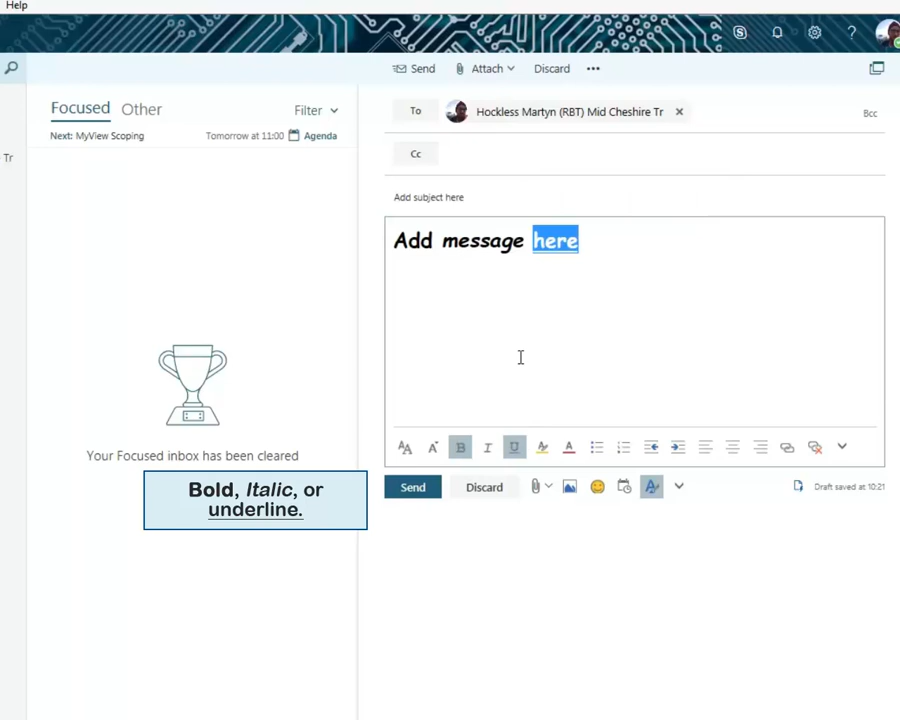 Help
Send Attach Discard •••
Focused Other Filter
Next: MyView Scoping Tomorrow at 11:00 Agenda
To Hockless Martyn (RBT) Mid Cheshire Tr × Bcc
Tr
Cc
Add subject here
Add message here
Your Focused inbox has been cleared
Bold, Italic, or
underline.
B I U
Send Discard Draft saved at 10:21